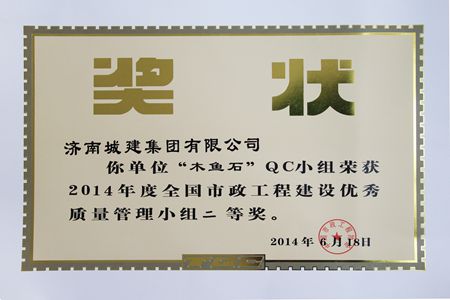 奖 状
济南城建集团有限公司
你单位“木鱼石”QC小组荣获
2014年度全国市政工程建设优秀
质量管理小组二等奖。
2014年6月18日